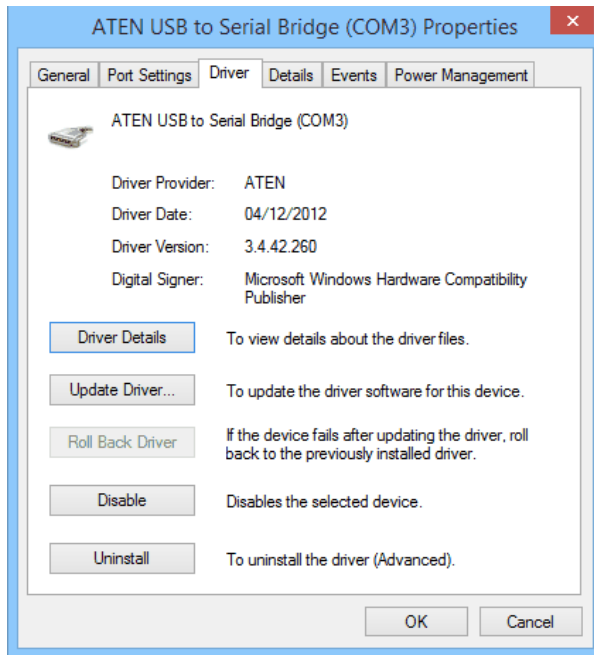 ATEN USB to Serial Bridge (COM3) Properties
General Port Settings Driver Details Events Power Management
ATEN USB to Serial Bridge (COM3)
Driver Provider: ATEN
Driver Date: 04/12/2012
Driver Version: 3.4.42.260
Digital Signer: Microsoft Windows Hardware Compatibility
Publisher
Driver Details To view details about the driver files.
Update Driver... To update the driver software for this device.
Roll Back Driver If the device fails after updating the driver, roll
back to the previously installed driver.
Disable Disables the selected device.
Uninstall To uninstall the driver (Advanced).
OK Cancel